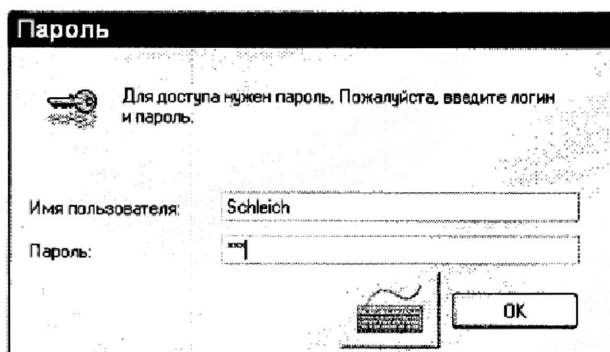 Пароль
Для доступа нужен пароль. Пожалуйста, введите логин
и пароль.
Имя пользователя: Schleich
Пароль: ***
OK